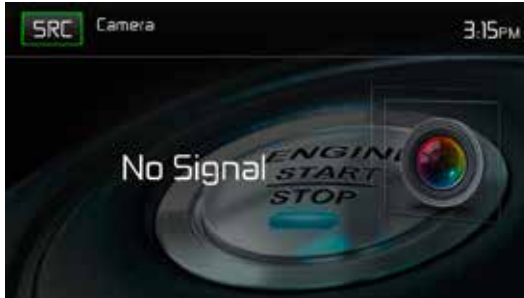 SRC Camera 3:15PM
No Signal
ENGINE
START
STOP